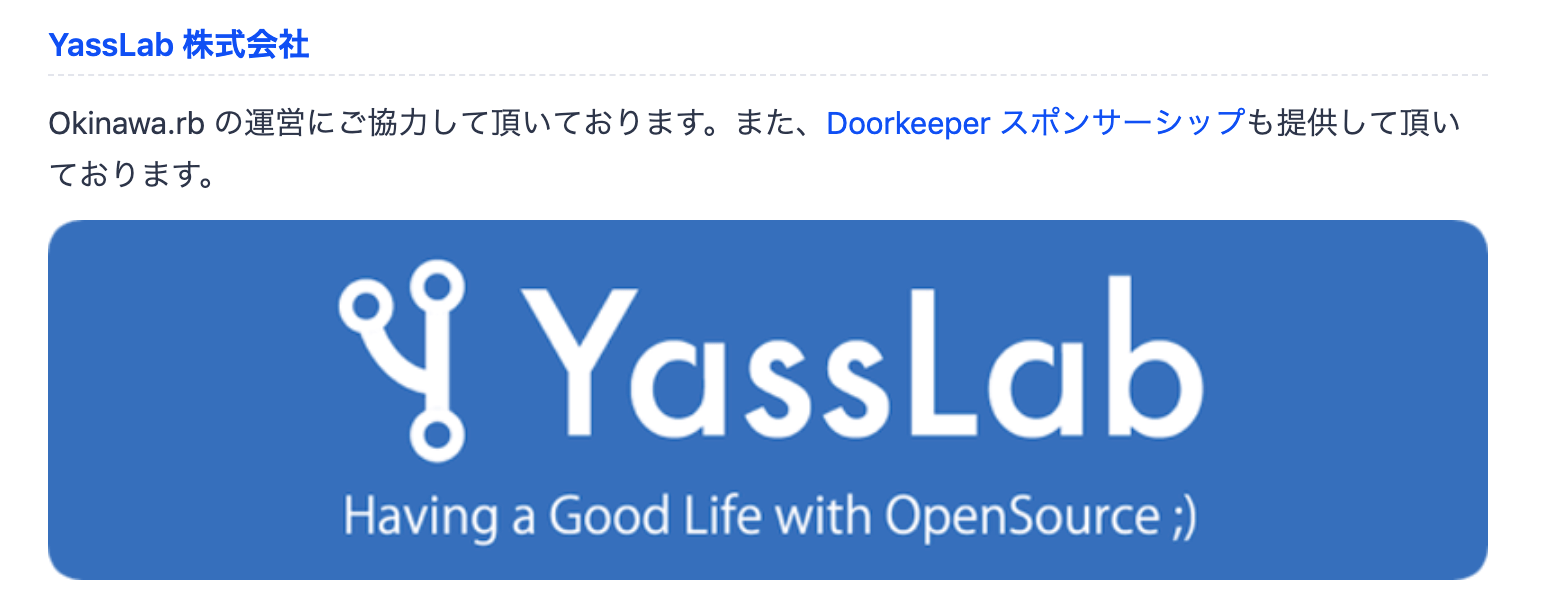 YassLab 株式会社
Okinawa.rb の運営にご協力して頂いております。また、Doorkeeper スポンサーシップも提供して頂い
ております。
YassLab
Having a Good Life with OpenSource ;)